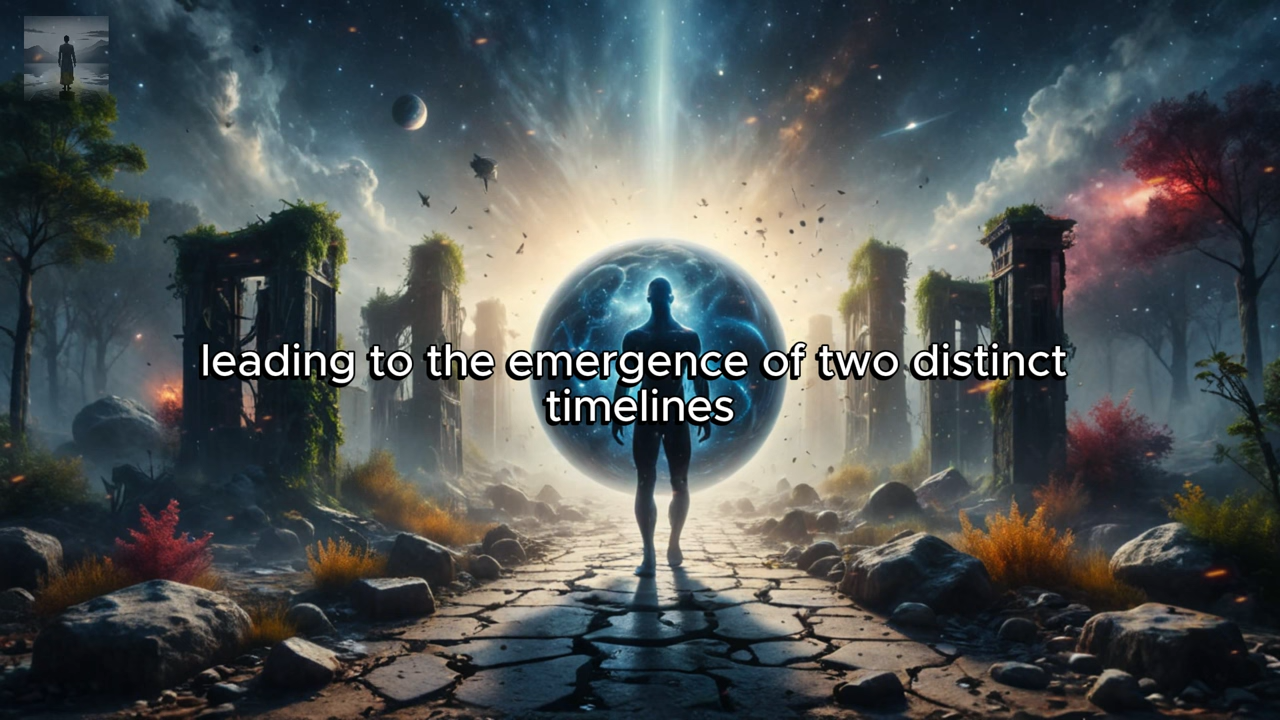 leading to the emergence of two distinct
timelines